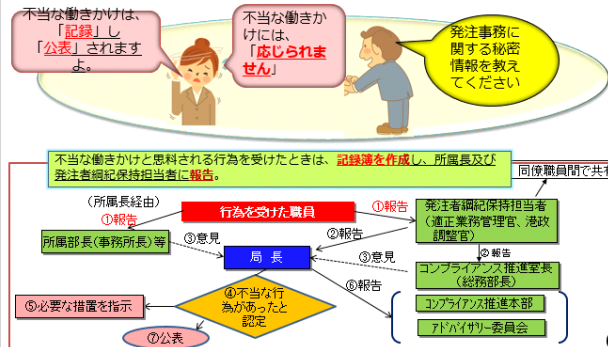 不当な働きかけは、
「記録」し
「公表」されます
よ。
不当な働きか
けには、
「応じられま
せん」
発注事務に
関する秘密
情報を教え
てください
不当な働きかけと思料される行為を受けたときは、記録簿を作成し、所属長及び
発注者綱紀保持担当者に報告。
同僚職員間で共有
(所属長経由)
①報告
行為を受けた職員
①報告
発注者綱紀保持担当者
(適正業務管理官、港政
調整官)
所属部長(事務所長)等
③意見
②報告
局 長
③意見
②報告
コンプライアンス推進室長
(総務部長)
④不当な行
為があったと
認定
⑥報告
⑤必要な措置を指示
コンプライアンス推進本部
アドバイザリー委員会
⑦公表